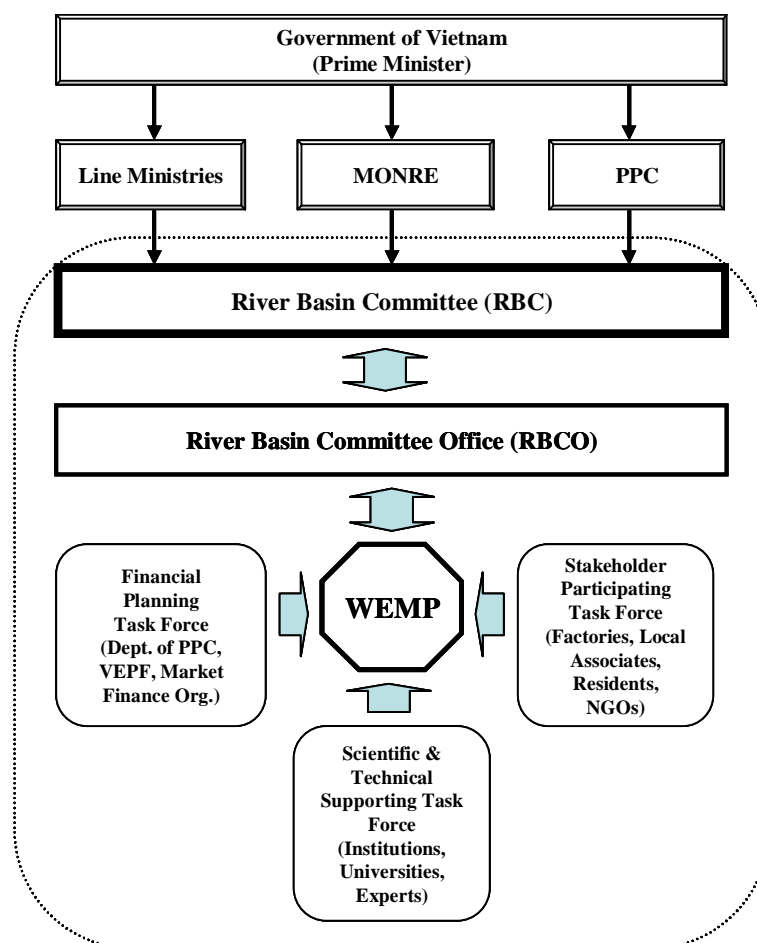 Government of Vietnam
(Prime Minister)
Line Ministries
MONRE
PPC
River Basin Committee (RBC)
River Basin Committee Office (RBCO)
Financial
Planning
Task Force
(Dept. of PPC,
VEPF, Market
Finance Org.)
WEMP
Stakeholder
Participating
Task Force
(Factories, Local
Associates,
Residents,
NGOs)
Scientific &
Technical
Supporting Task
Force
(Institutions,
Universities,
Experts)